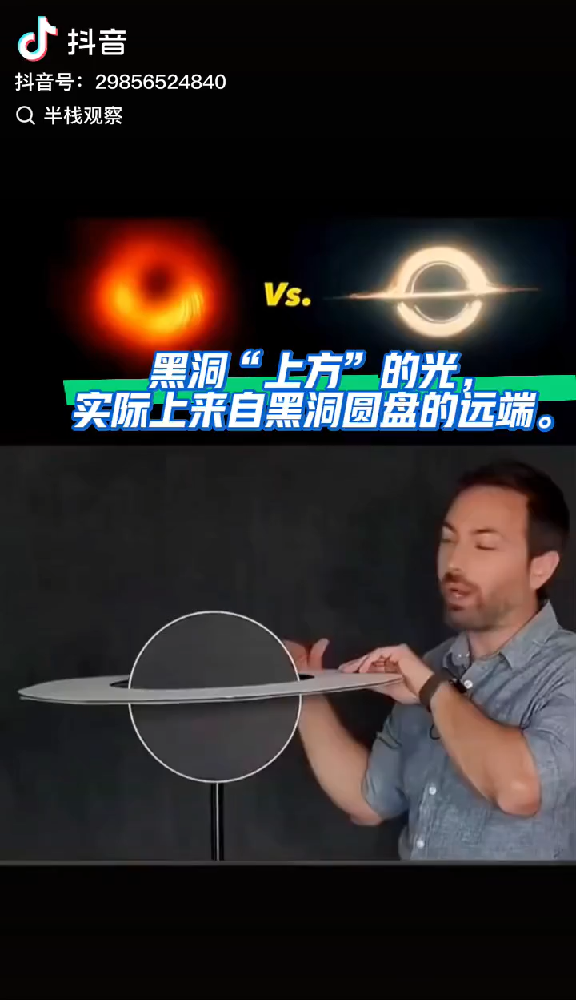 抖音
抖音号：29856524840
半栈观察
Vs.
黑洞“上方”的光，
实际上来自黑洞圆盘的远端。